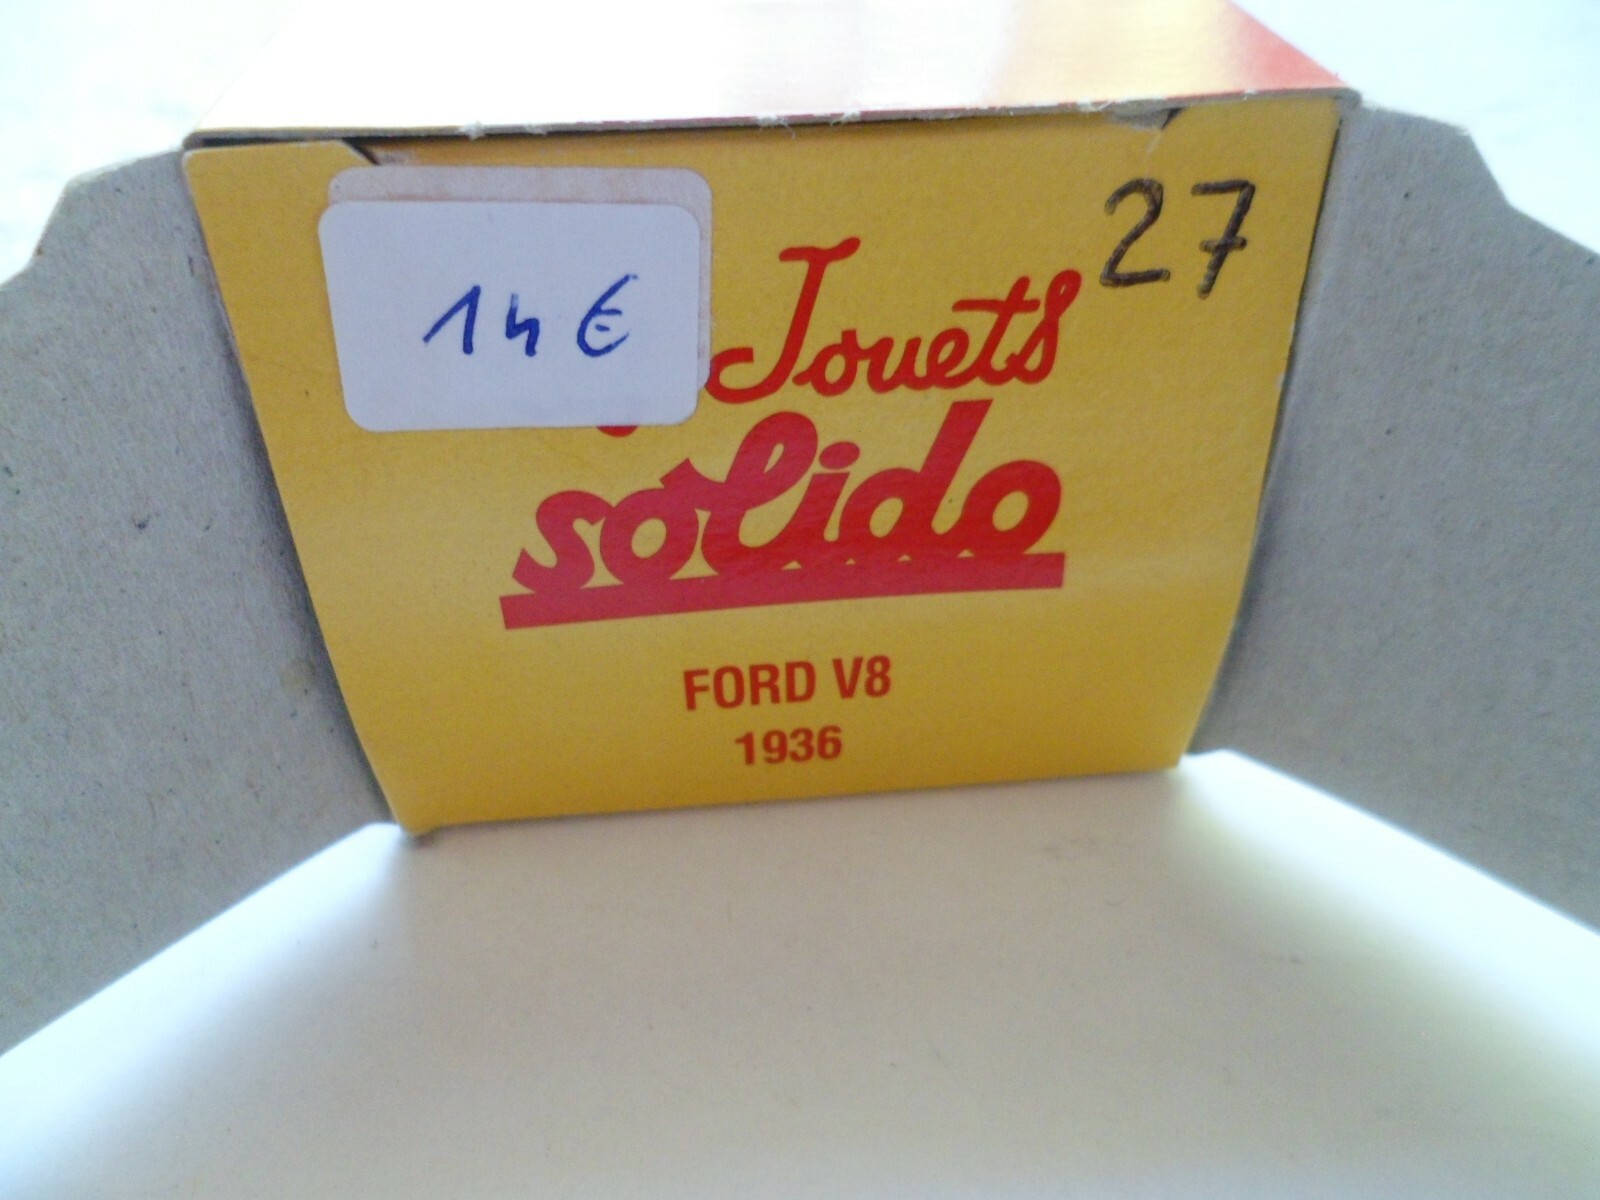 14€
27
Jouets
solido
FORD V8
1936